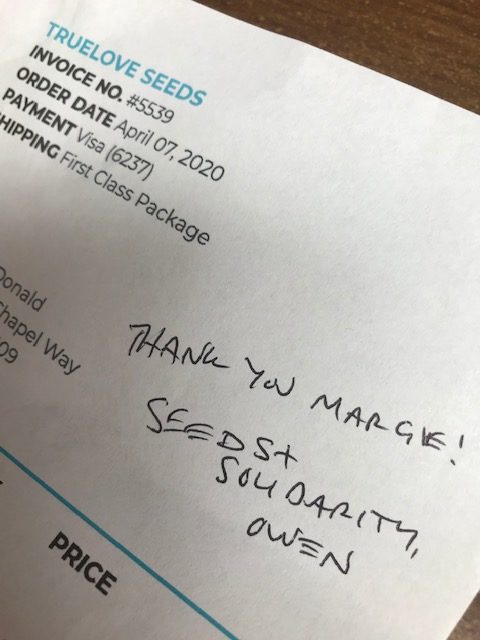 TRUELOVE SEEDS
INVOICE NO. #5539
ORDER DATE April 07, 2020
PAYMENT Visa (6237)
HIPPING First Class Package
Donald
Chapel Way
09
THANK YOU MARGIE!
SEEDS +
SOLIDARITY,
OWEN
PRICE